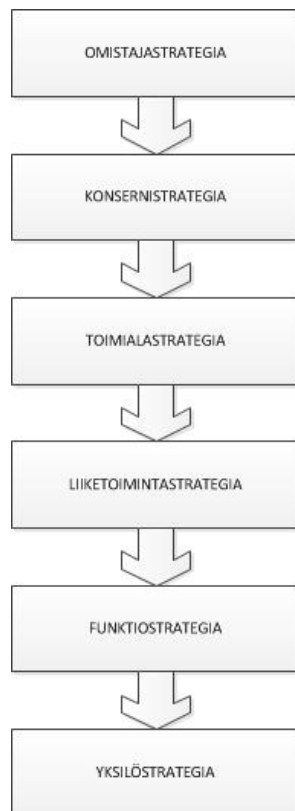 OMISTAJASTRATEGIA
KONSERNISTRATEGIA
TOIMIALASTRATEGIA
LIIKETOIMINTASTRATEGIA
FUNKTIOSTRATEGIA
YKSILÖSTRATEGIA